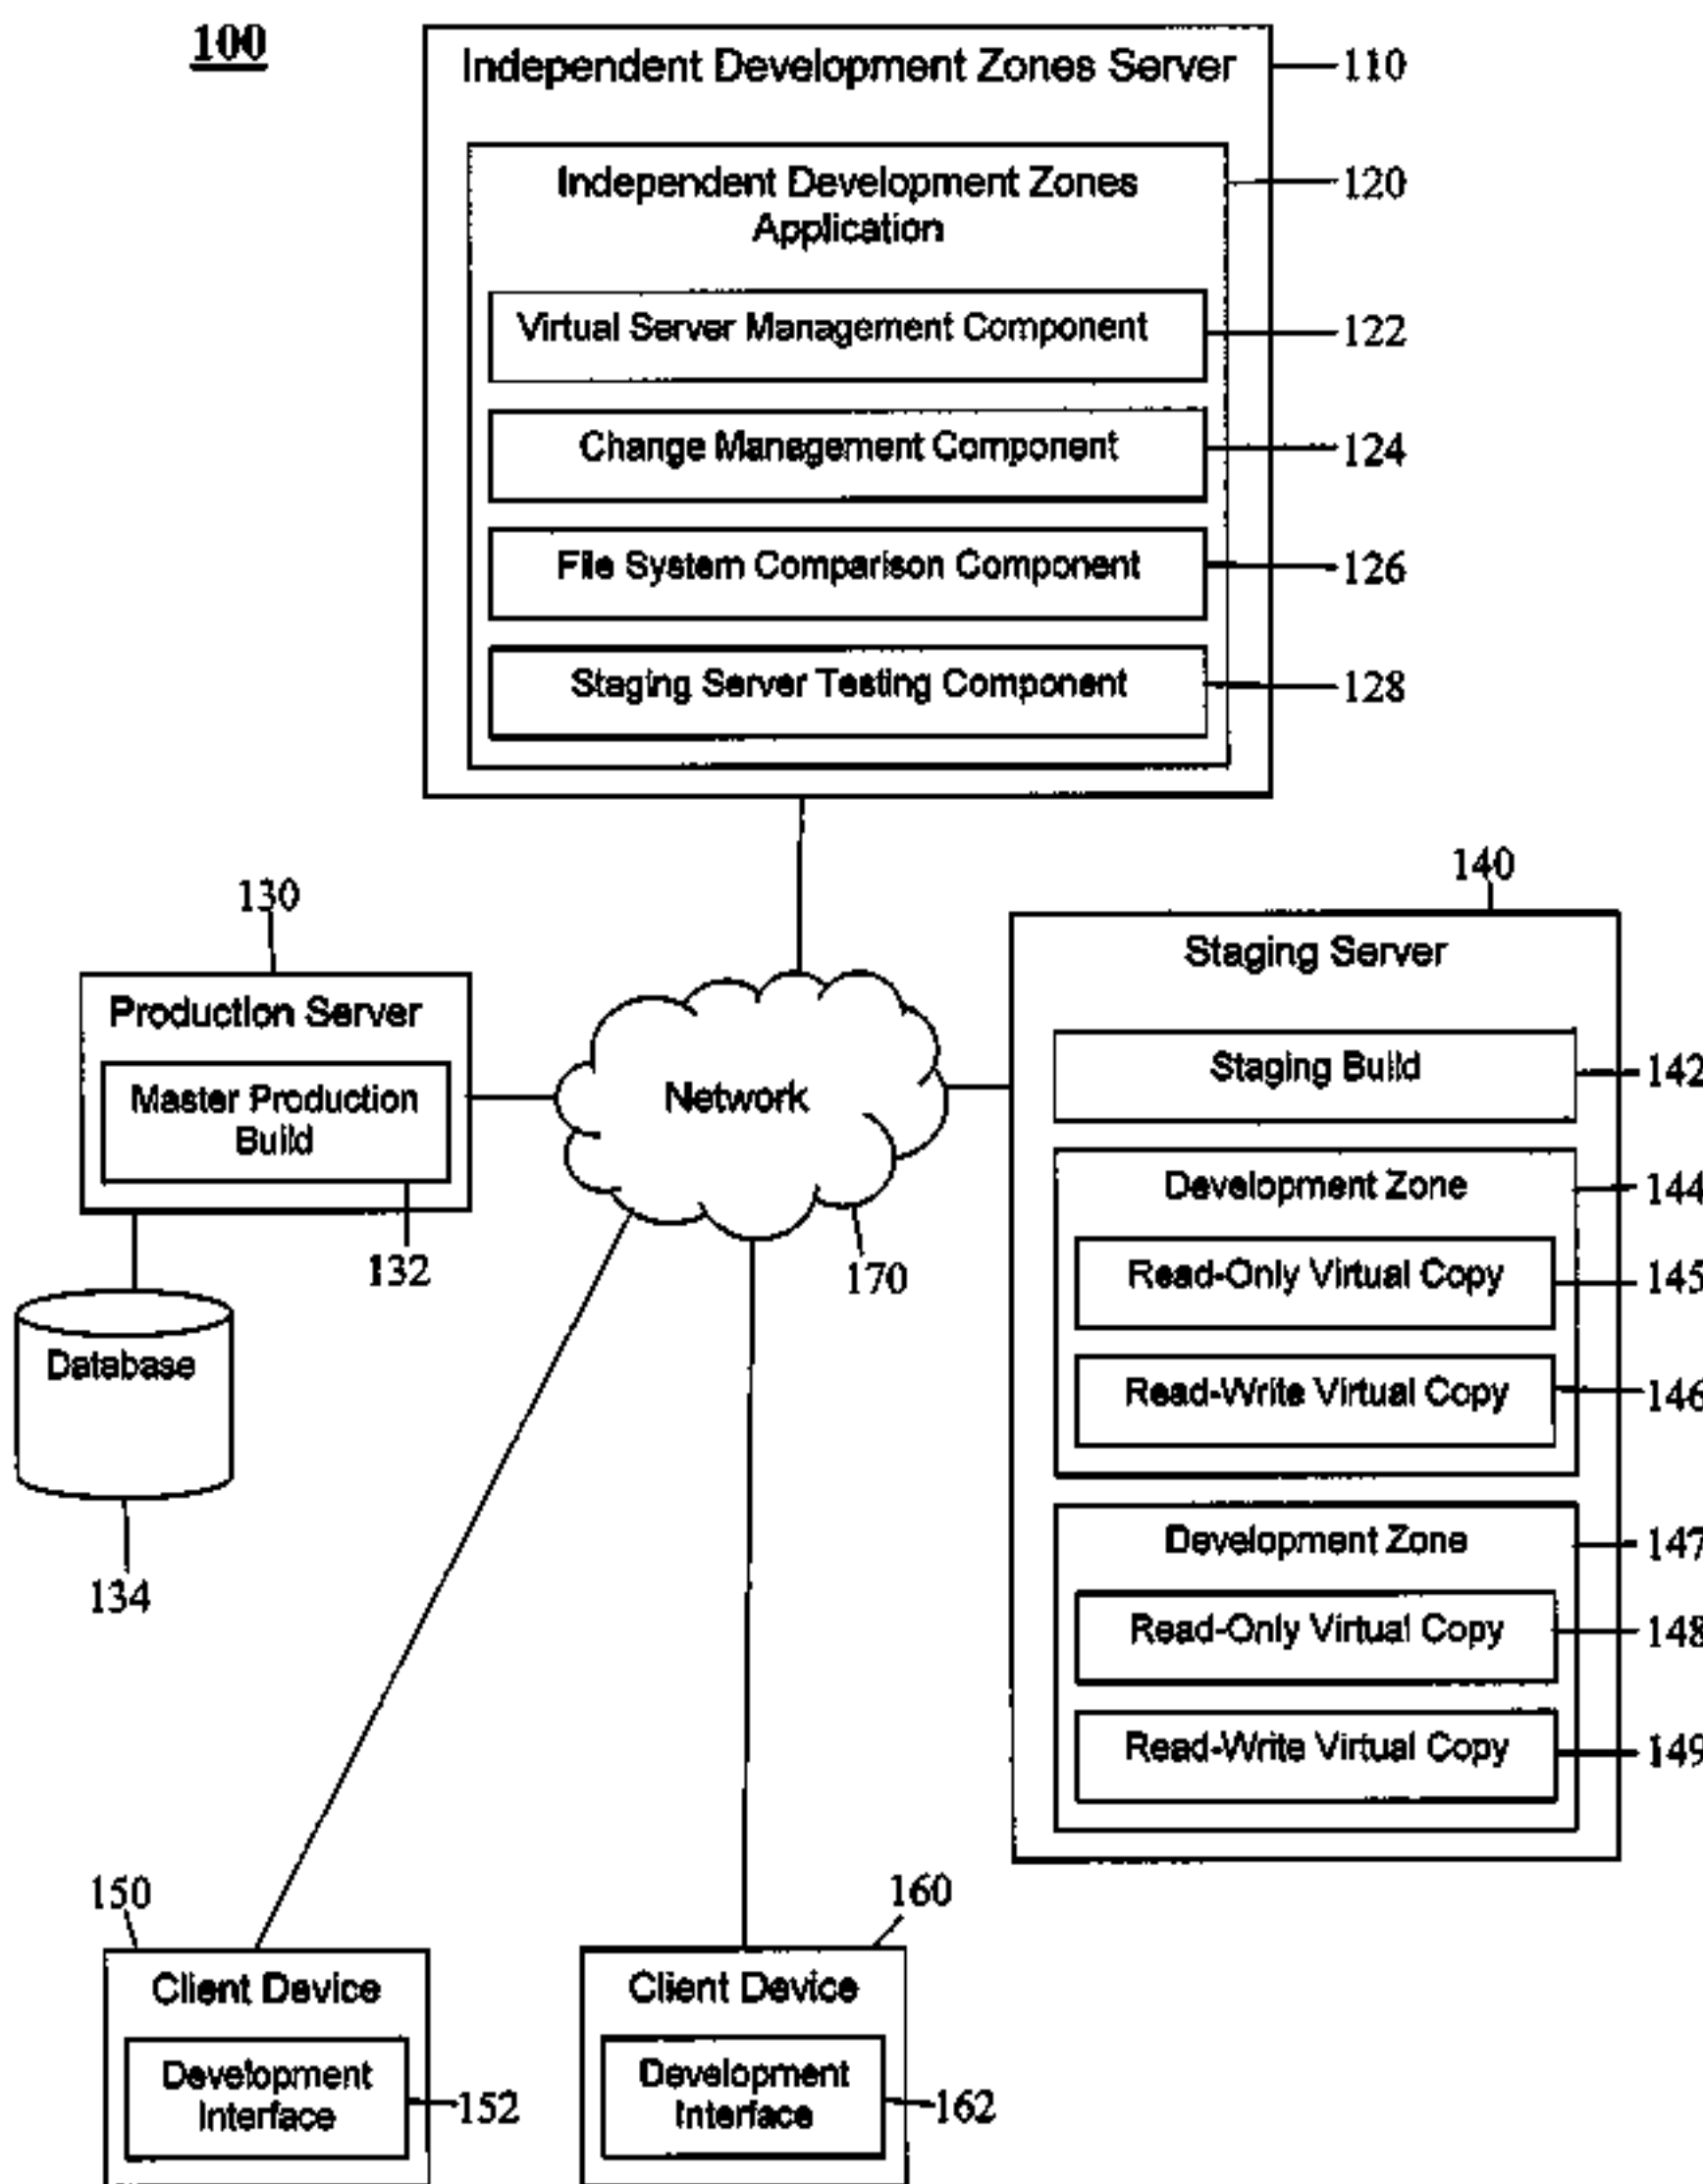 100
Independent Development Zones Server
110
Independent Development Zones
Application
120
Virtual Server Management Component
122
Change Management Component
124
File System Comparison Component
126
Staging Server Testing Component
128
130
Production Server
Master Production
Build
132
Database
134
Network
170
140
Staging Server
Staging Build
142
Development Zone
144
Read-Only Virtual Copy
145
Read-Write Virtual Copy
146
Development Zone
147
Read-Only Virtual Copy
148
Read-Write Virtual Copy
149
150
Client Device
Development
Interface
152
160
Client Device
Development
Interface
162